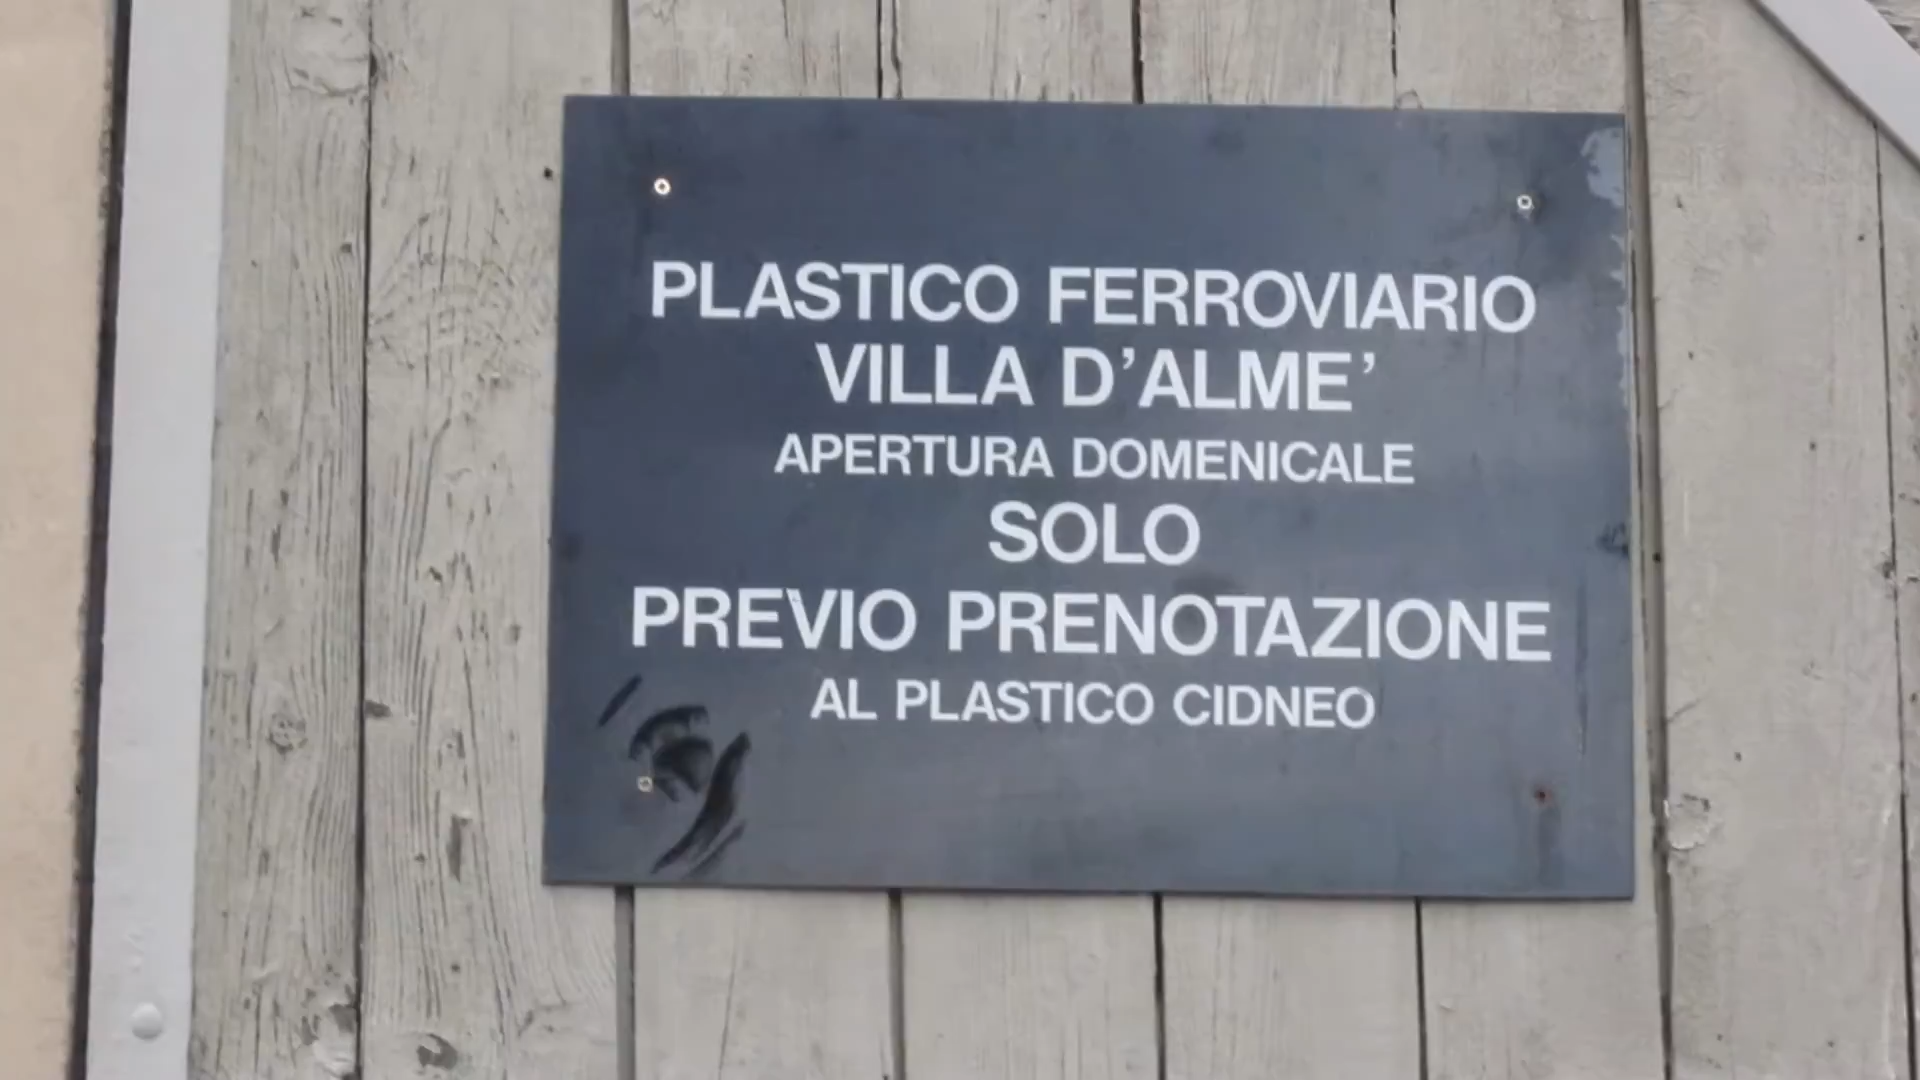 PLASTICO FERROVIARIO
VILLA D'ALME'
APERTURA DOMENICALE
SOLO
PREVIO PRENOTAZIONE
AL PLASTICO CIDNEO